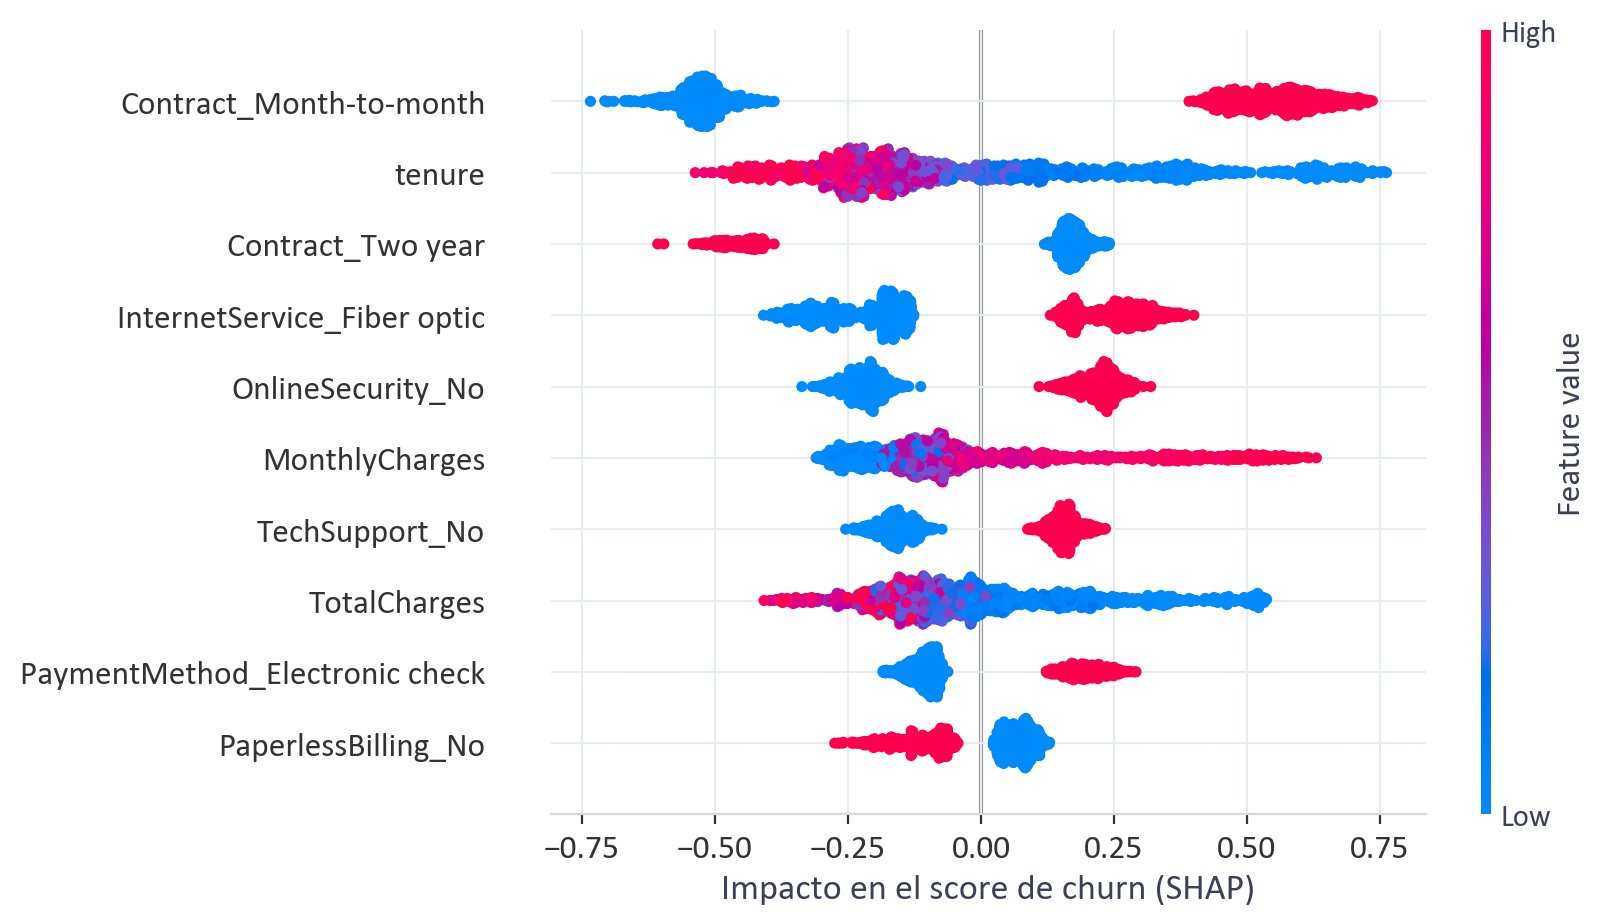 High
Contract_Month-to-month
tenure
Contract_Two year
InternetService_Fiber optic
OnlineSecurity_No
MonthlyCharges
TechSupport_No
TotalCharges
PaymentMethod_Electronic check
PaperlessBilling_No
Feature value
Low
−0.75 −0.50 −0.25 0.00 0.25 0.50 0.75
Impacto en el score de churn (SHAP)